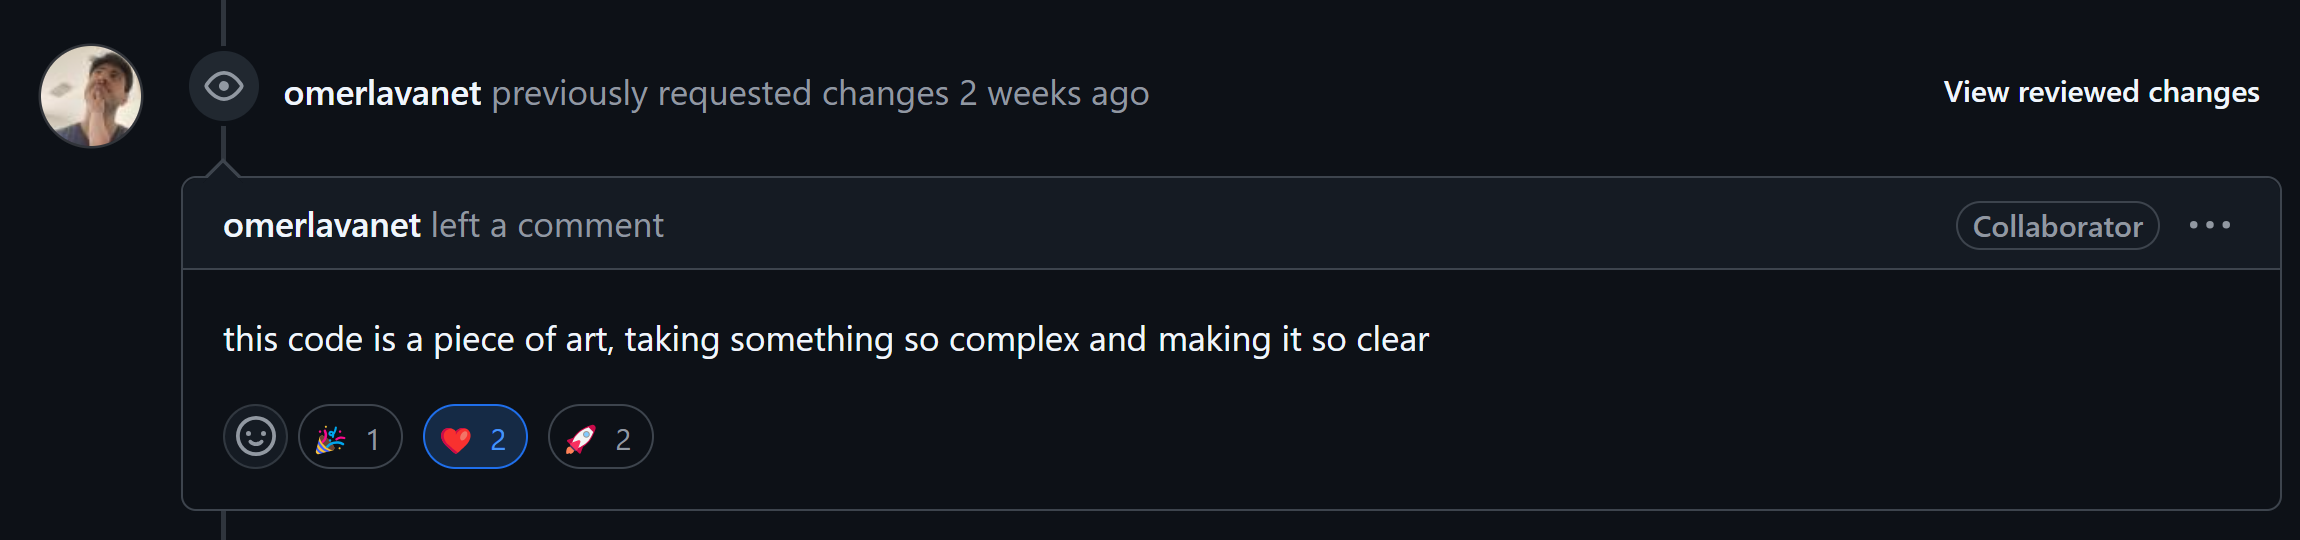 omerlavanet previously requested changes 2 weeks ago
View reviewed changes
omerlavanet left a comment
Collaborator
this code is a piece of art, taking something so complex and making it so clear
🎉 1 ❤️ 2 🚀 2